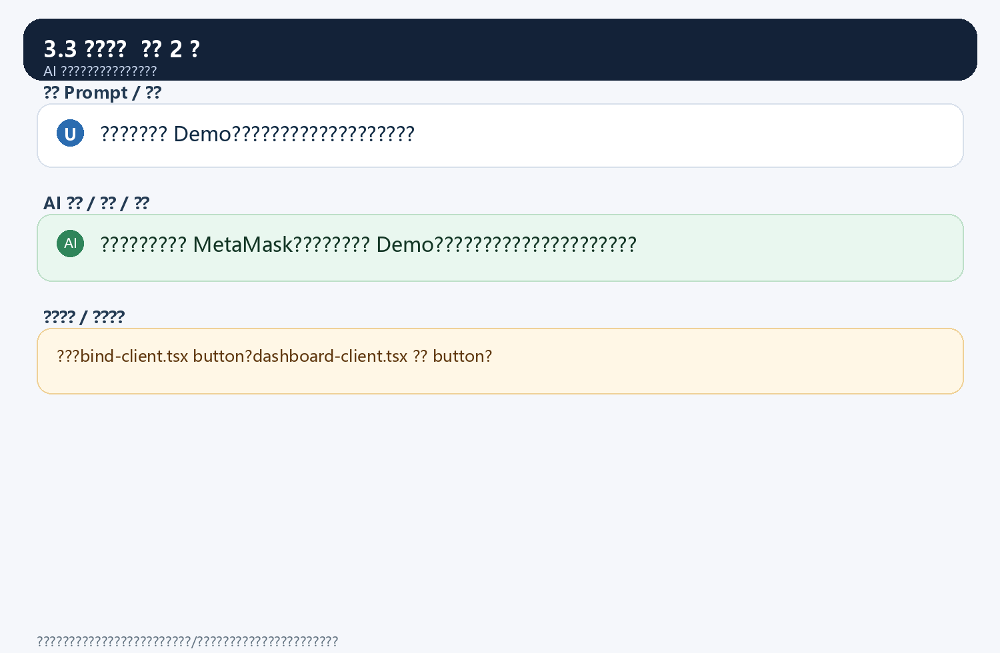 3.3 ???? ?? 2 ?
AI ???????????????
?? Prompt / ??
U
??????? Demo???????????????????
AI ?? / ?? / ??
AI
????????? MetaMask???????? Demo?????????????????????
???? / ????
???bind-client.tsx button?dashboard-client.tsx ?? button?
????????????????????????/??????????????????????